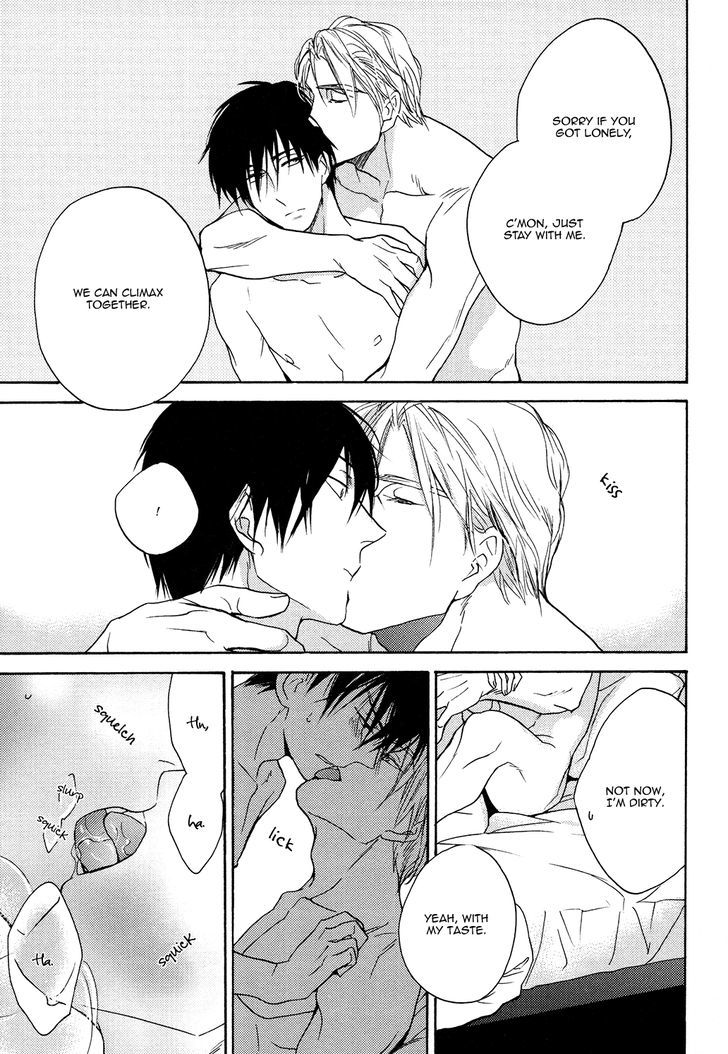 SORRY IF YOU
GOT LONELY,
C'MON, JUST
STAY WITH ME.
WE CAN CLIMAX
TOGETHER.
kiss
!
NOT NOW,
I'M DIRTY.
YEAH, WITH
MY TASTE.
lick
Hn,
ha.
squelch
slurp
squick
Ha.
squick